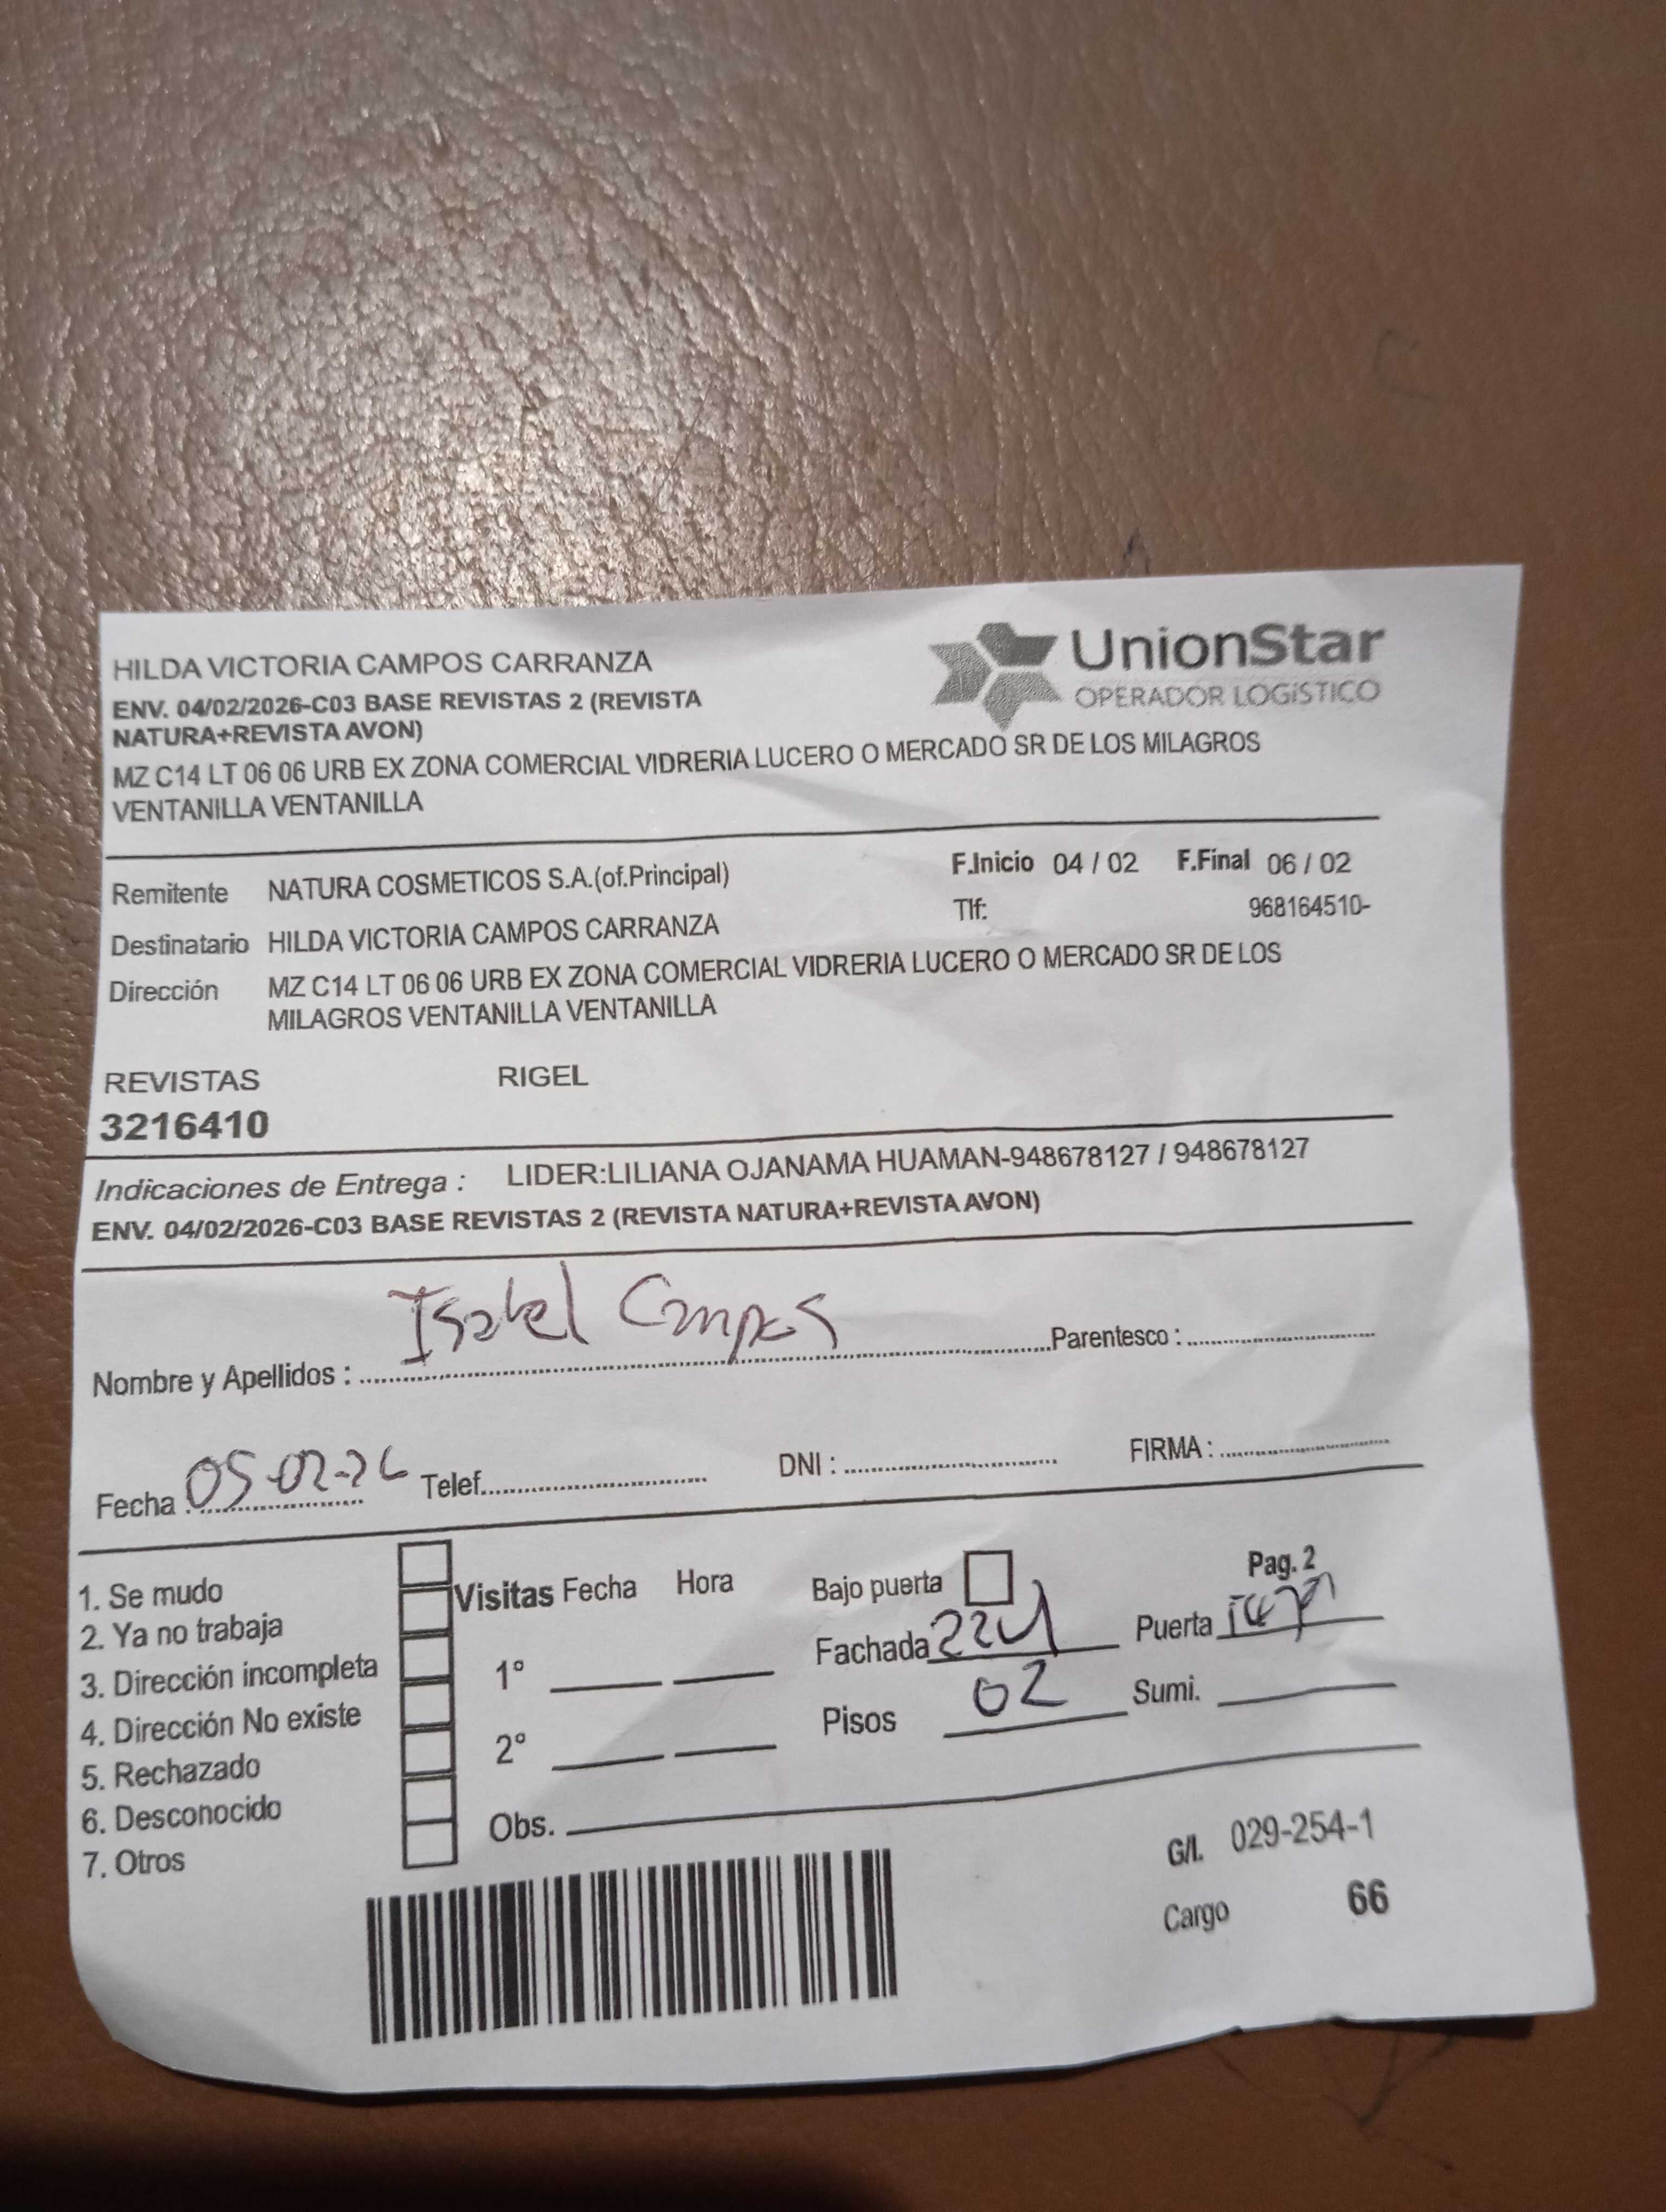 HILDA VICTORIA CAMPOS CARRANZA
UnionStar
OPERADOR LOGíSTICO
ENV. 04/02/2026-C03 BASE REVISTAS 2 (REVISTA
NATURA+REVISTA AVON)
MZ C14 LT 06 06 URB EX ZONA COMERCIAL VIDRERIA LUCERO O MERCADO SR DE LOS MILAGROS
VENTANILLA VENTANILLA
Remitente NATURA COSMETICOS S.A.(of.Principal) F.Inicio 04 / 02 F.Final 06 / 02
Tlf: 968164510-
Destinatario HILDA VICTORIA CAMPOS CARRANZA
Dirección MZ C14 LT 06 06 URB EX ZONA COMERCIAL VIDRERIA LUCERO O MERCADO SR DE LOS
MILAGROS VENTANILLA VENTANILLA
REVISTAS RIGEL
3216410
Indicaciones de Entrega : LIDER:LILIANA OJANAMA HUAMAN-948678127 / 948678127
ENV. 04/02/2026-C03 BASE REVISTAS 2 (REVISTA NATURA+REVISTA AVON)
Nombre y Apellidos : Isabel Campos Parentesco :
Fecha : 05-02-26 Telef. DNI : FIRMA :
1. Se mudo
2. Ya no trabaja
3. Dirección incompleta
4. Dirección No existe
5. Rechazado
6. Desconocido
7. Otros
Visitas Fecha Hora
1°
2°
Obs.
Bajo puerta
Pag. 2
Fachada Puerta
Pisos 02 Sumi.
G/I. 029-254-1
Cargo 66